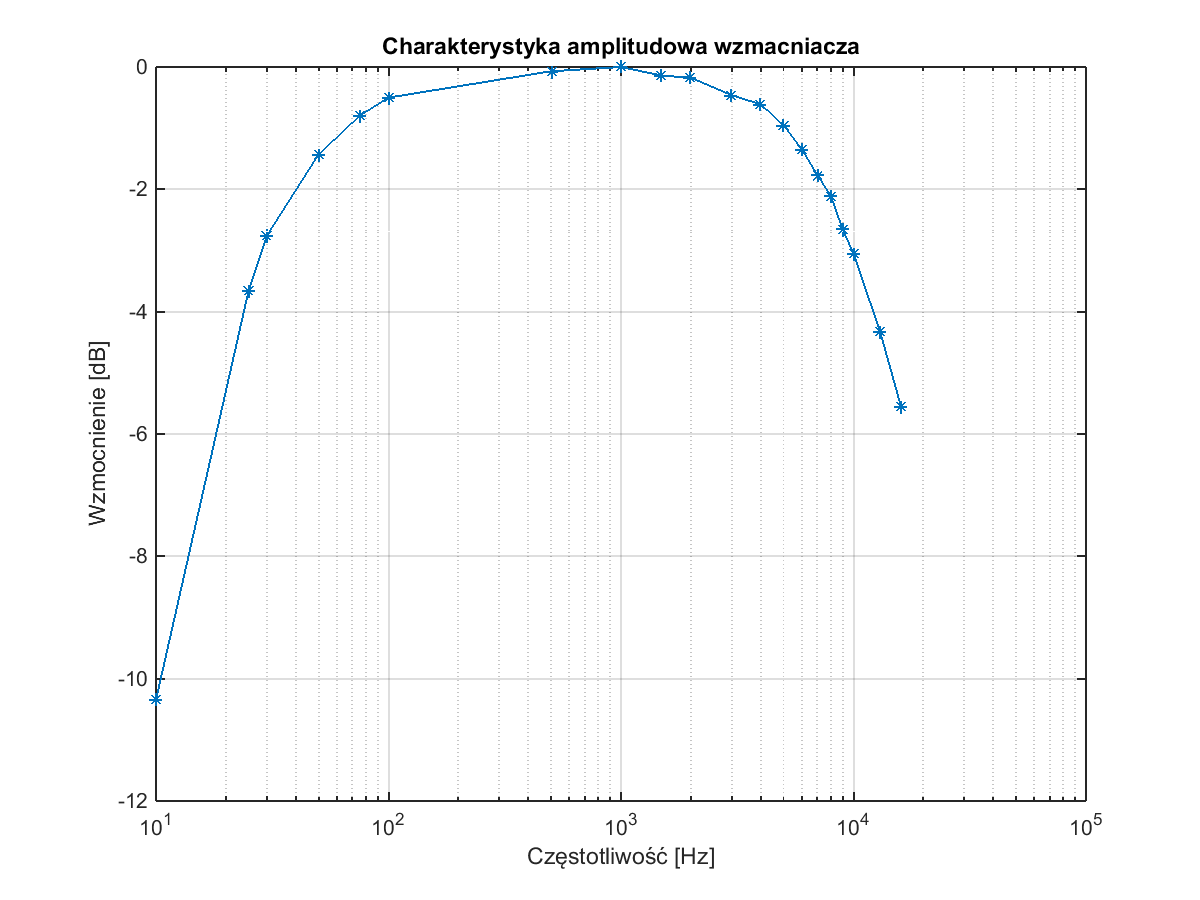 Charakterystyka amplitudowa wzmacniacza
0
-2
-4
-6
-8
-10
-12
Wzmocnienie [dB]
10^1 10^2 10^3 10^4 10^5
Częstotliwość [Hz]